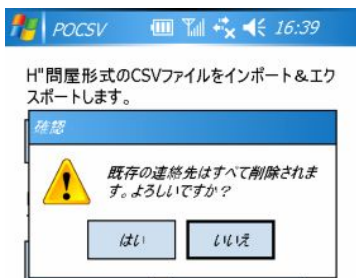 POCSV 16:39
H"問屋形式のCSVファイルをインポート＆エク
スポートします。
確認
既存の連絡先はすべて削除されま
す。よろしいですか？
はい いいえ